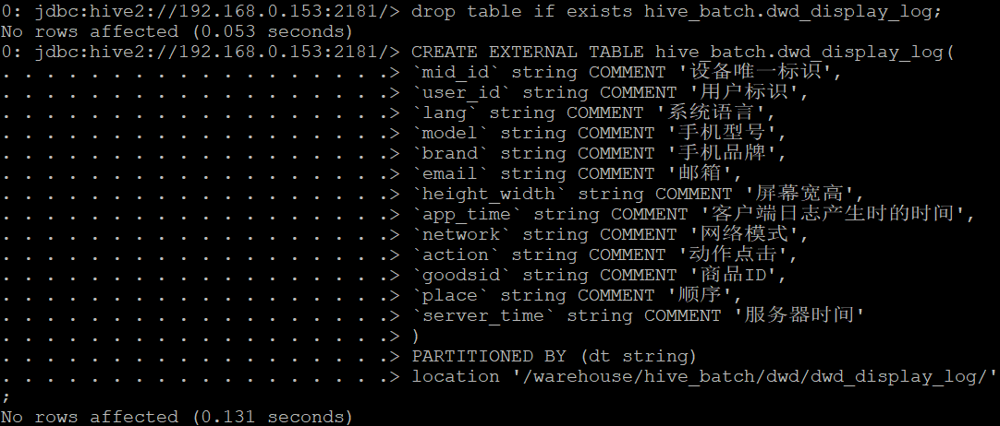 0: jdbc:hive2://192.168.0.153:2181/> drop table if exists hive_batch.dwd_display_log;
No rows affected (0.053 seconds)
0: jdbc:hive2://192.168.0.153:2181/> CREATE EXTERNAL TABLE hive_batch.dwd_display_log(
. . . . . . . . . . . . . . . . . .> `mid_id` string COMMENT '设备唯一标识',
. . . . . . . . . . . . . . . . . .> `user_id` string COMMENT '用户标识',
. . . . . . . . . . . . . . . . . .> `lang` string COMMENT '系统语言',
. . . . . . . . . . . . . . . . . .> `model` string COMMENT '手机型号',
. . . . . . . . . . . . . . . . . .> `brand` string COMMENT '手机品牌',
. . . . . . . . . . . . . . . . . .> `email` string COMMENT '邮箱',
. . . . . . . . . . . . . . . . . .> `height_width` string COMMENT '屏幕宽高',
. . . . . . . . . . . . . . . . . .> `app_time` string COMMENT '客户端日志产生时的时间',
. . . . . . . . . . . . . . . . . .> `network` string COMMENT '网络模式',
. . . . . . . . . . . . . . . . . .> `action` string COMMENT '动作点击',
. . . . . . . . . . . . . . . . . .> `goodsid` string COMMENT '商品ID',
. . . . . . . . . . . . . . . . . .> `place` string COMMENT '顺序',
. . . . . . . . . . . . . . . . . .> `server_time` string COMMENT '服务器时间'
. . . . . . . . . . . . . . . . . .> )
. . . . . . . . . . . . . . . . . .> PARTITIONED BY (dt string)
. . . . . . . . . . . . . . . . . .> location '/warehouse/hive_batch/dwd/dwd_display_log/'
;
No rows affected (0.131 seconds)